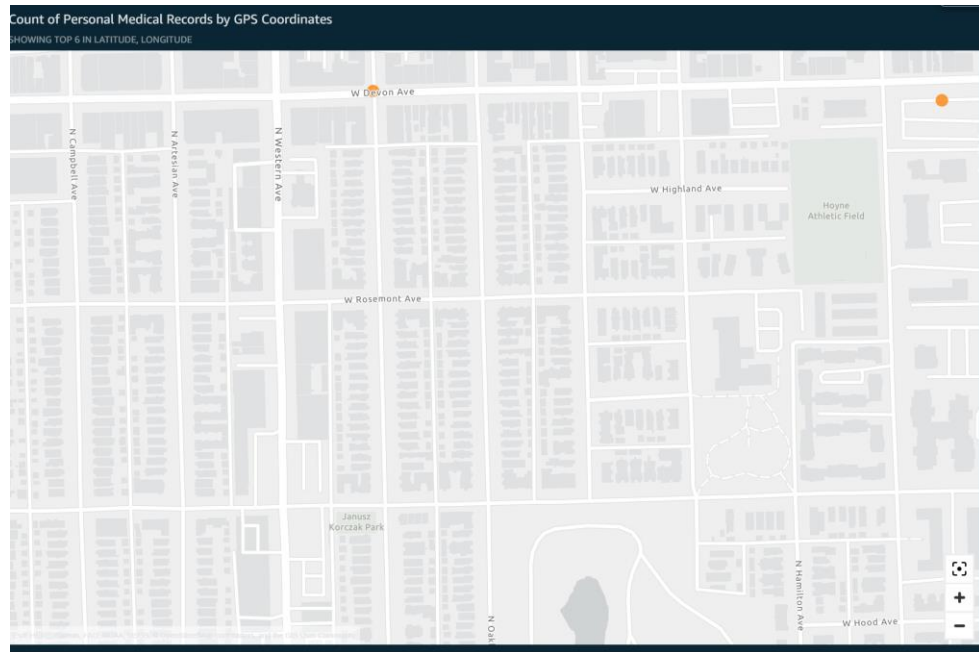 Count of Personal Medical Records by GPS Coordinates
SHOWING TOP 6 IN LATITUDE, LONGITUDE
W Devon Ave
N Campbell Ave
N Artesian Ave
N Western Ave
W Highland Ave
Hoyne
Athletic Field
W Rosemont Ave
Janusz
Korczak Park
N Oak
N Hamilton Ave
W Hood Ave
+
−